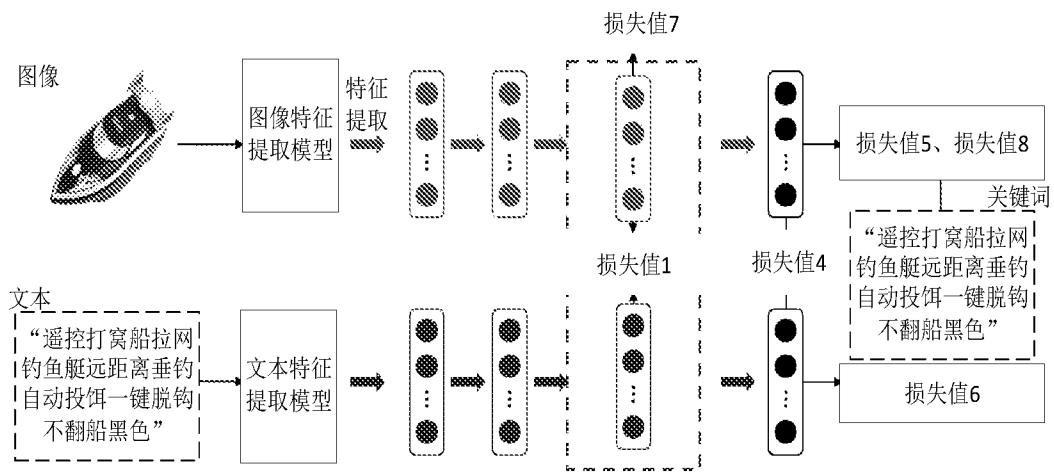 损失值7
图像
图像特征
提取模型
特征
提取
损失值5、损失值8
关键词
“遥控打窝船拉网
钓鱼艇远距离垂钓
自动投饵一键脱钩
不翻船黑色”
损失值1
损失值4
文本
“遥控打窝船拉网
钓鱼艇远距离垂钓
自动投饵一键脱钩
不翻船黑色”
文本特征
提取模型
损失值6